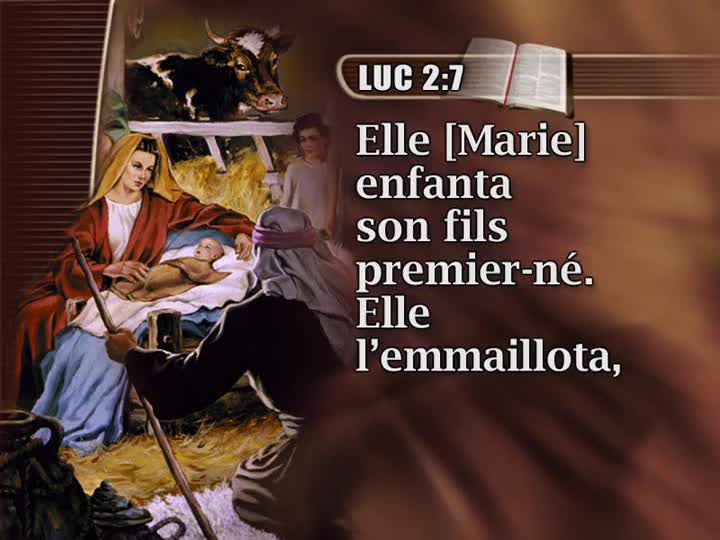 LUC 2:7
Elle [Marie]
enfanta
son fils
premier-né.
Elle
l’emmaillota,